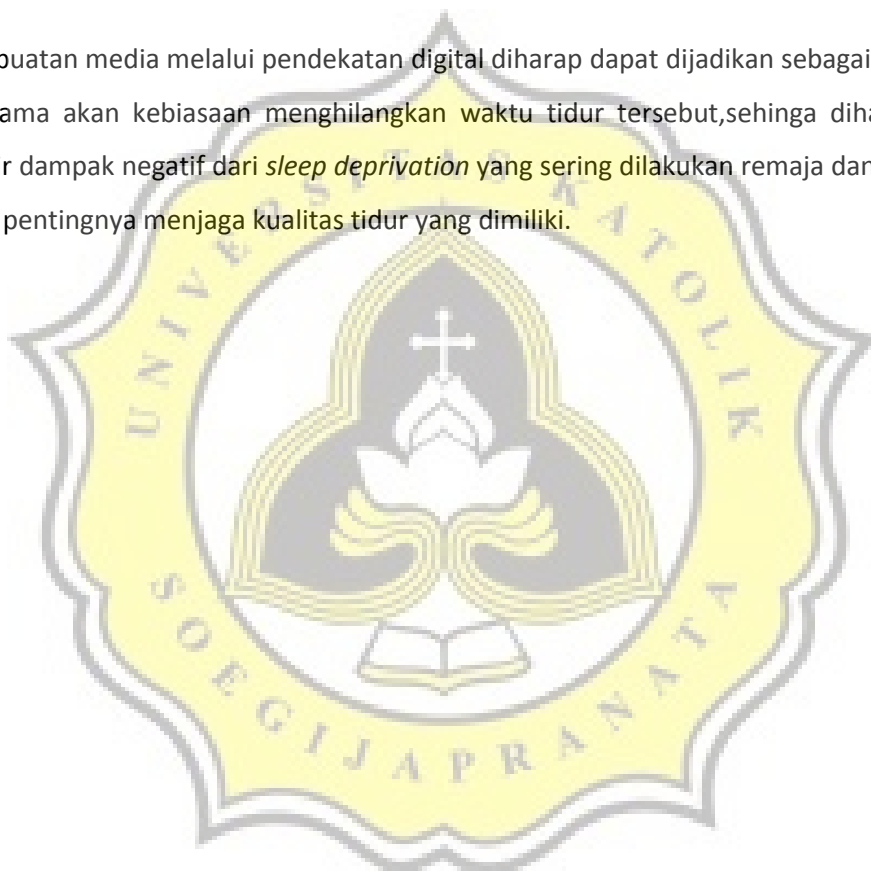 buatan media melalui pendekatan digital diharap dapat dijadikan sebagai
ama akan kebiasaan menghilangkan waktu tidur tersebut,sehinga diha
r dampak negatif dari sleep deprivation yang sering dilakukan remaja dan
pentingnya menjaga kualitas tidur yang dimiliki.
UNIVERSITAS KATOLIK
SOEGIJAPRANATA